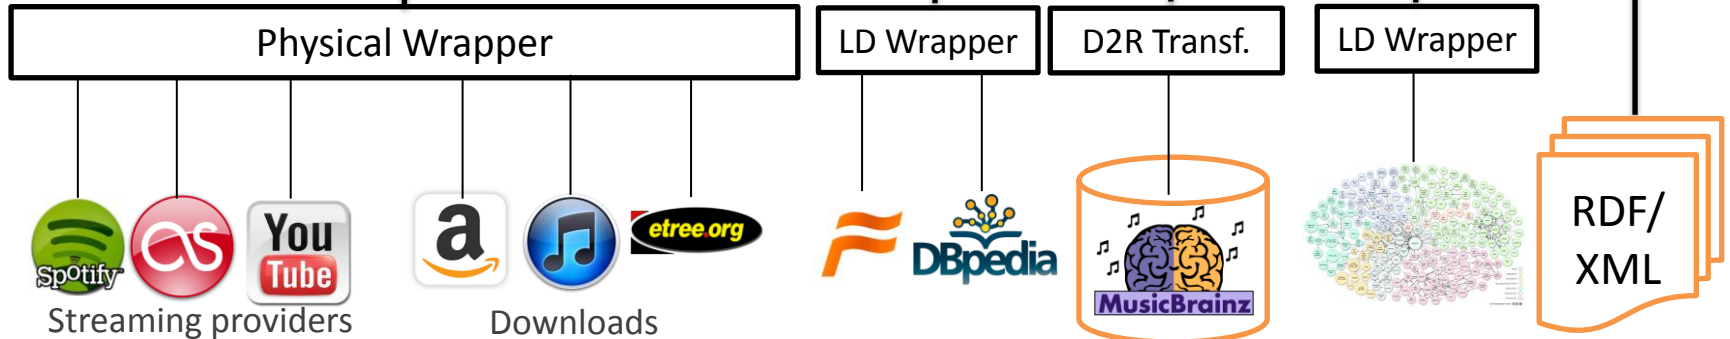 Physical Wrapper
LD Wrapper
D2R Transf.
LD Wrapper
Spotify
You
Tube
a
etree.org
DBpedia
MusicBrainz
RDF/
XML
Streaming providers
Downloads